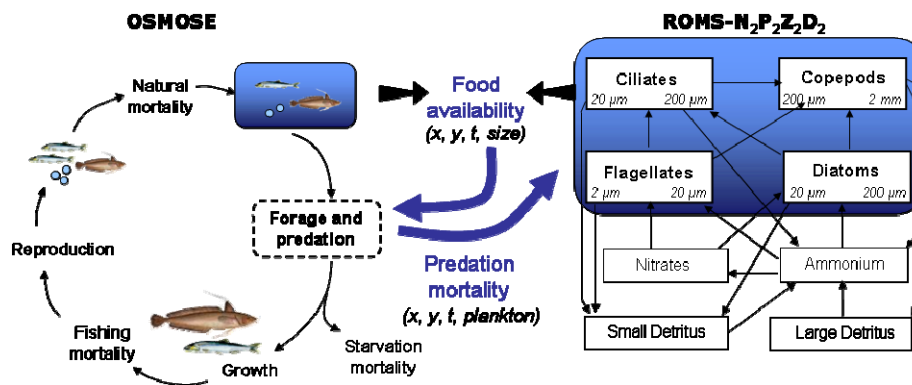 OSMOSE
Natural
mortality
Reproduction
Fishing
mortality
Growth
Starvation
mortality
Forage and
predation
Food
availability
(x, y, t, size)
Predation
mortality
(x, y, t, plankton)
ROMS-N₂P₂Z₂D₂
Ciliates
20 µm 200 µm
Copepods
200 µm 2 mm
Flagellates
2 µm 20 µm
Diatoms
20 µm 200 µm
Nitrates
Ammonium
Small Detritus
Large Detritus